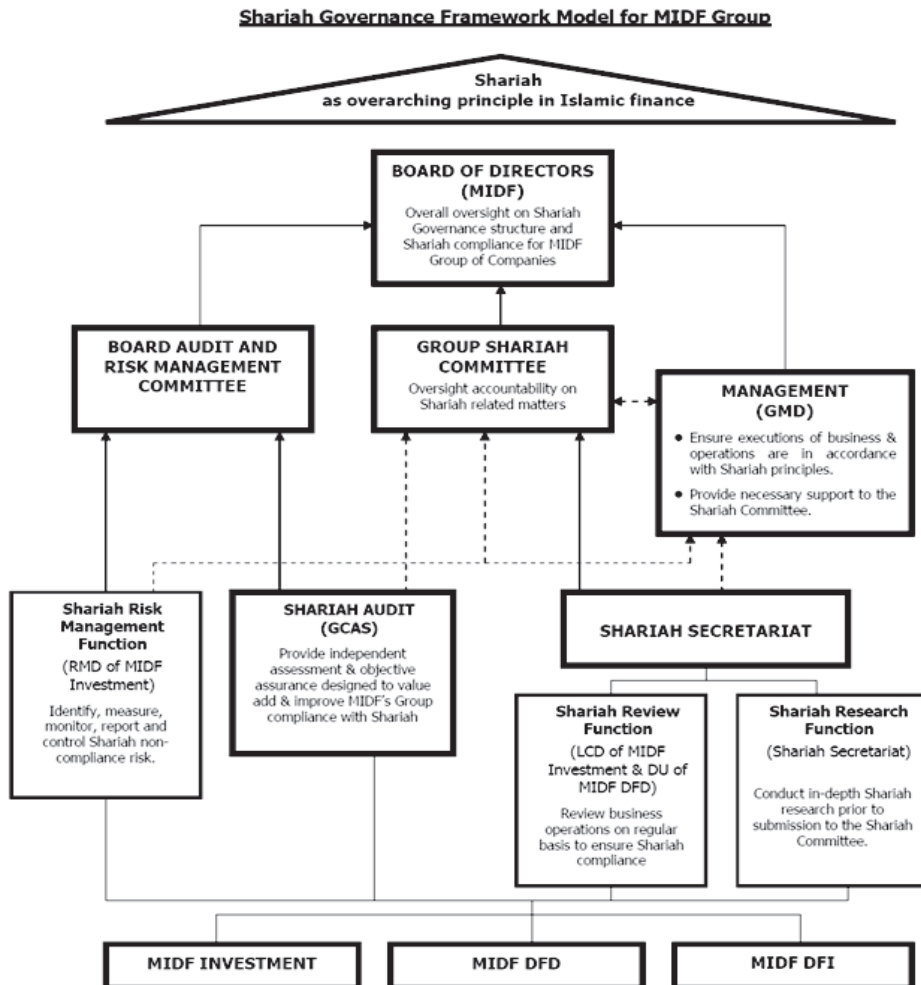 Shariah Governance Framework Model for MIDF Group
Shariah
as overarching principle in Islamic finance
BOARD OF DIRECTORS
(MIDF)
Overall oversight on Shariah
Governance structure and
Shariah compliance for MIDF
Group of Companies
BOARD AUDIT AND
RISK MANAGEMENT
COMMITTEE
GROUP SHARIAH
COMMITTEE
Oversight accountability on
Shariah related matters
MANAGEMENT
(GMD)
● Ensure executions of business &
operations are in accordance
with Shariah principles.
● Provide necessary support to the
Shariah Committee.
Shariah Risk
Management
Function
(RMD of MIDF
Investment)
Identify, measure,
monitor, report and
control Shariah non-
compliance risk.
SHARIAH AUDIT
(GCAS)
Provide independent
assessment & objective
assurance designed to value
add & improve MIDF's Group
compliance with Shariah
SHARIAH SECRETARIAT
Shariah Review
Function
(LCD of MIDF
Investment & DU of
MIDF DFD)
Review business
operations on regular
basis to ensure Shariah
compliance
Shariah Research
Function
(Shariah Secretariat)
Conduct in-depth Shariah
research prior to
submission to the Shariah
Committee.
MIDF INVESTMENT
MIDF DFD
MIDF DFI